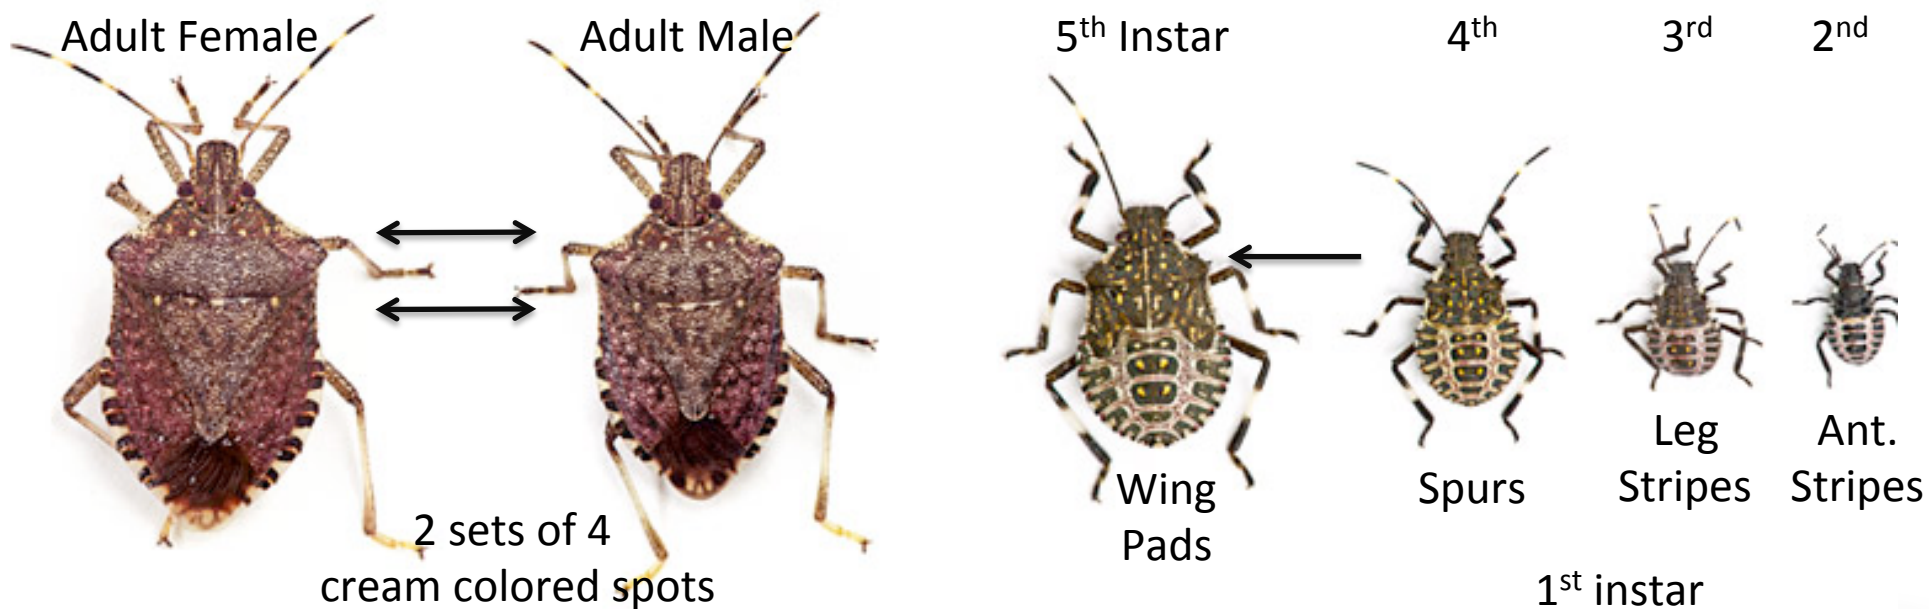 Adult Female
Adult Male
5th Instar
4th
3rd
2nd
Leg
Stripes
Ant.
Stripes
Wing
Pads
Spurs
2 sets of 4
cream colored spots
1st instar